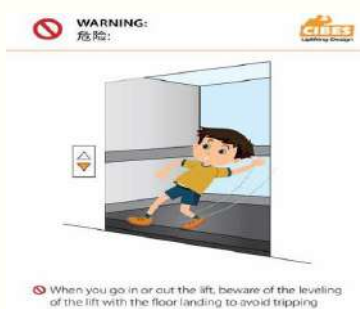 WARNING:
危险:
CIBES
Uplifting Design
When you go in or out the lift, beware of the leveling
of the lift with the floor landing to avoid tripping